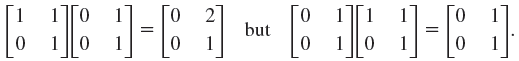 [1 1; 0 1][0 1; 0 1] = [0 2; 0 1] but [0 1; 0 1][1 1; 0 1] = [0 1; 0 1].